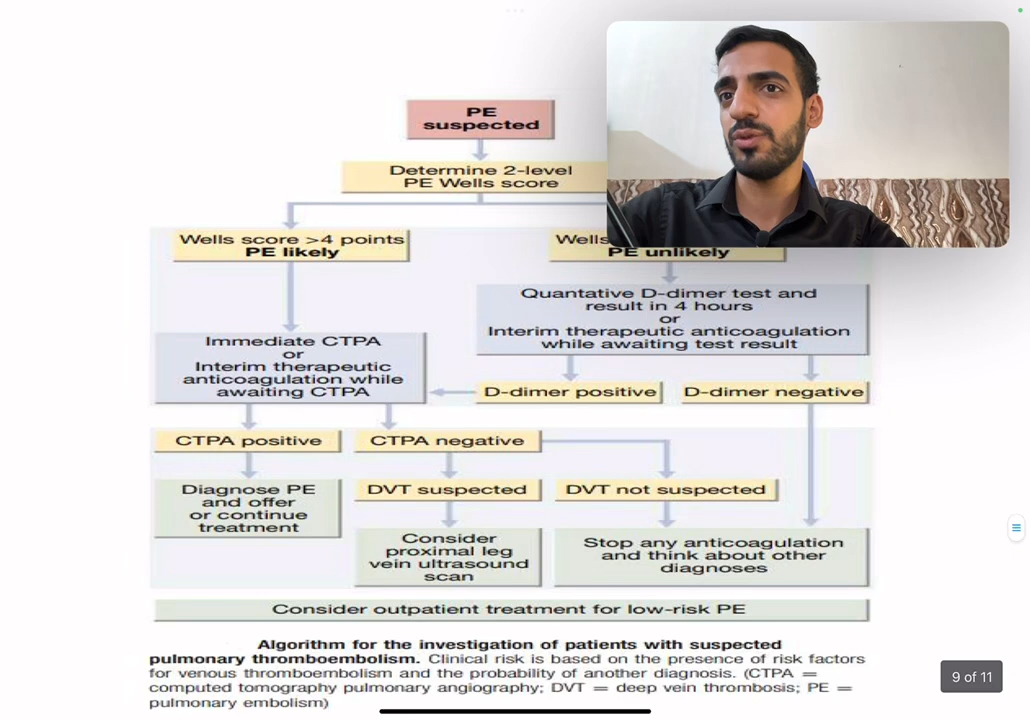 PE
suspected
Determine 2-level
PE Wells score
Wells score >4 points
PE likely
Wells
PE unlikely
Quantative D-dimer test and
result in 4 hours
or
Interim therapeutic anticoagulation
while awaiting test result
Immediate CTPA
or
Interim therapeutic
anticoagulation while
awaiting CTPA
D-dimer positive
D-dimer negative
CTPA positive
CTPA negative
Diagnose PE
and offer
or continue
treatment
DVT suspected
DVT not suspected
Consider
proximal leg
vein ultrasound
scan
Stop any anticoagulation
and think about other
diagnoses
Consider outpatient treatment for low-risk PE
Algorithm for the investigation of patients with suspected
pulmonary thromboembolism. Clinical risk is based on the presence of risk factors
for venous thromboembolism and the probability of another diagnosis. (CTPA =
computed tomography pulmonary angiography; DVT = deep vein thrombosis; PE =
pulmonary embolism)
9 of 11